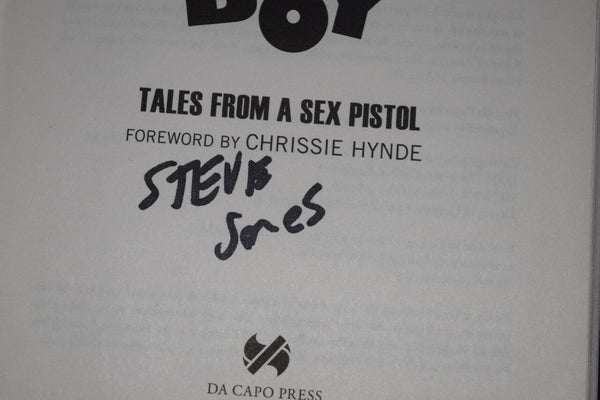 BOY
TALES FROM A SEX PISTOL
FOREWORD BY CHRISSIE HYNDE
STEVE
Jones
DA CAPO PRESS